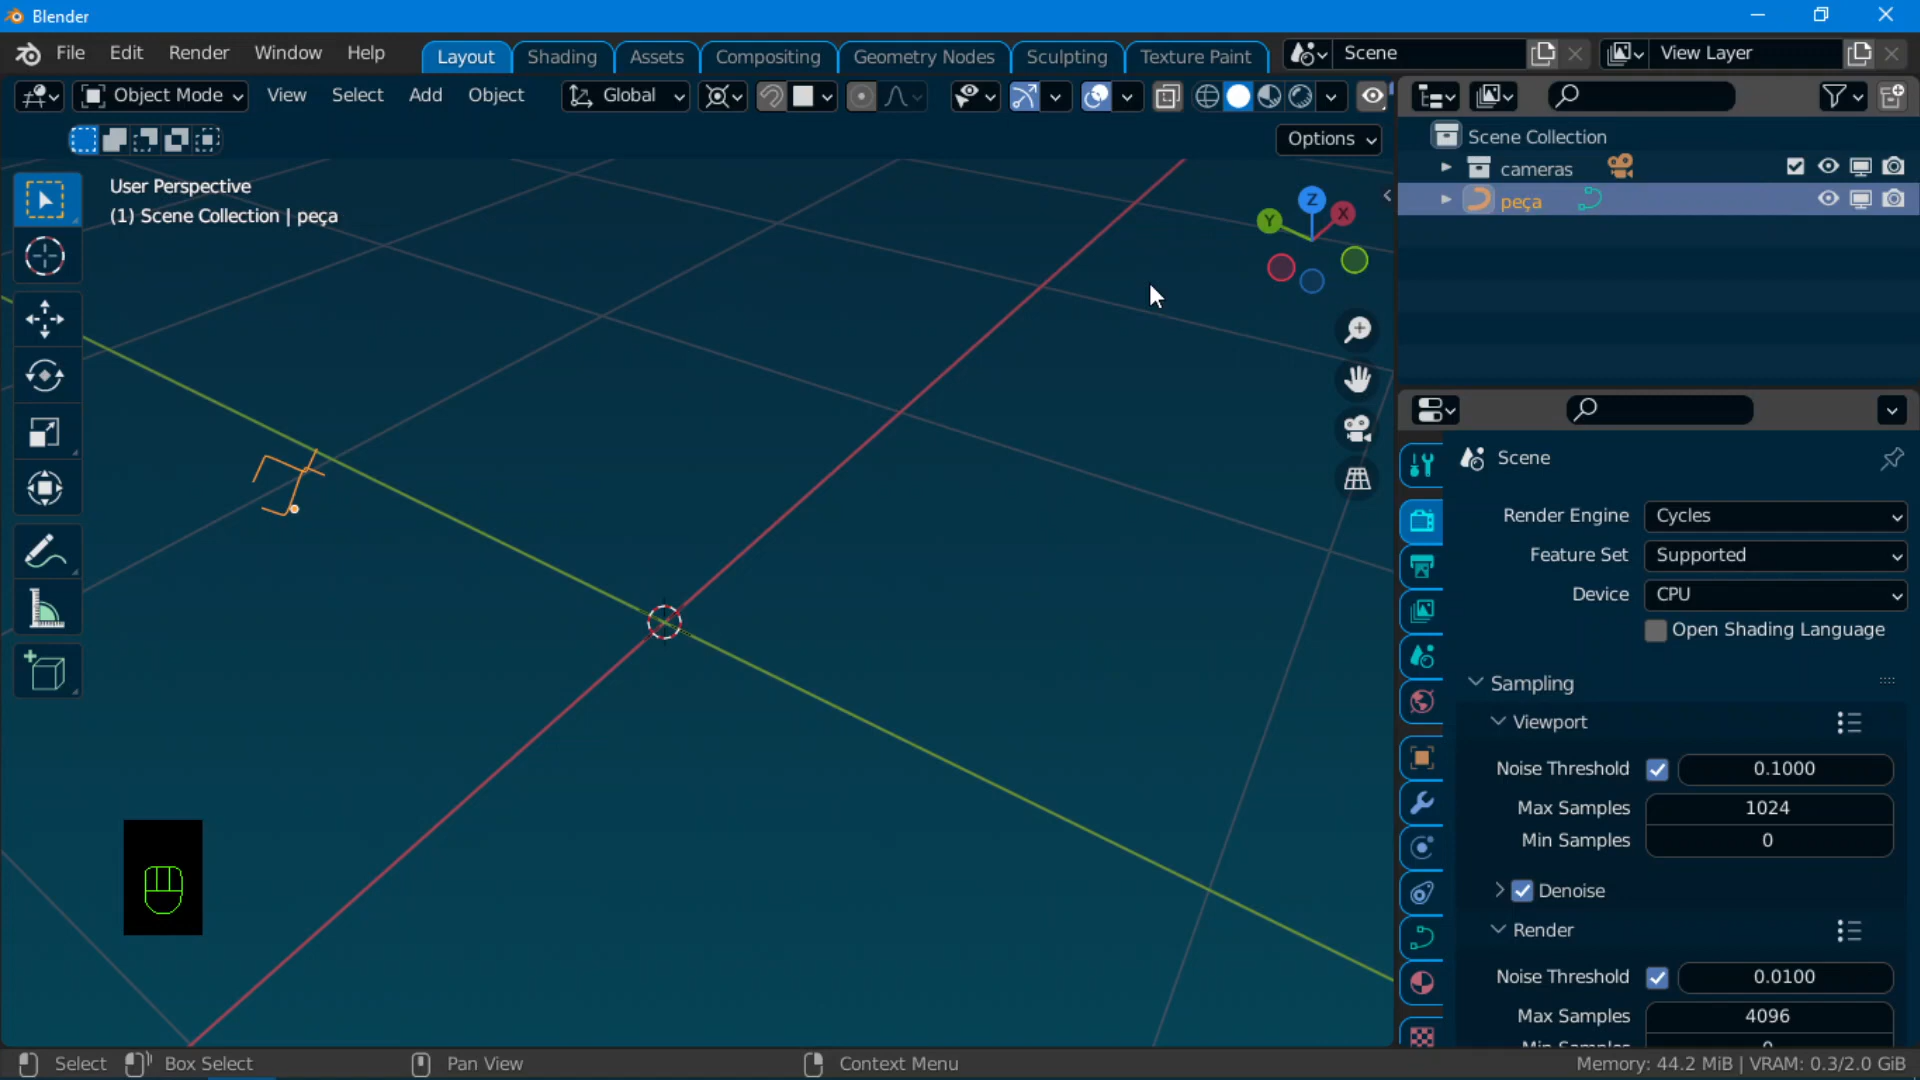 Blender
File Edit Render Window Help Layout Shading Assets Compositing Geometry Nodes Sculpting Texture Paint Scene View Layer
Object Mode View Select Add Object Global
Options
User Perspective
(1) Scene Collection | peça
Z
X
Y
Scene Collection
cameras
peça
Scene
Render Engine Cycles
Feature Set Supported
Device CPU
Open Shading Language
Sampling
Viewport
Noise Threshold 0.1000
Max Samples 1024
Min Samples 0
Denoise
Render
Noise Threshold 0.0100
Max Samples 4096
Min Samples 0
Select Box Select Pan View Context Menu Memory: 44.2 MiB | VRAM: 0.3/2.0 GiB